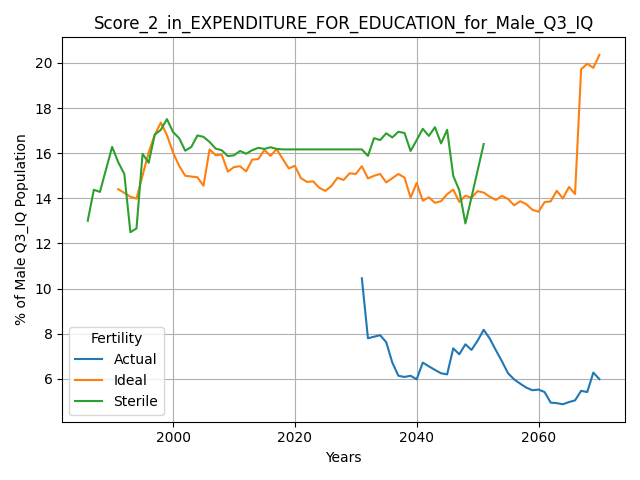 Score_2_in_EXPENDITURE_FOR_EDUCATION_for_Male_Q3_IQ
% of Male Q3_IQ Population
20
18
16
14
12
10
8
6
Fertility
Actual
Ideal
Sterile
2000
2020
2040
2060
Years